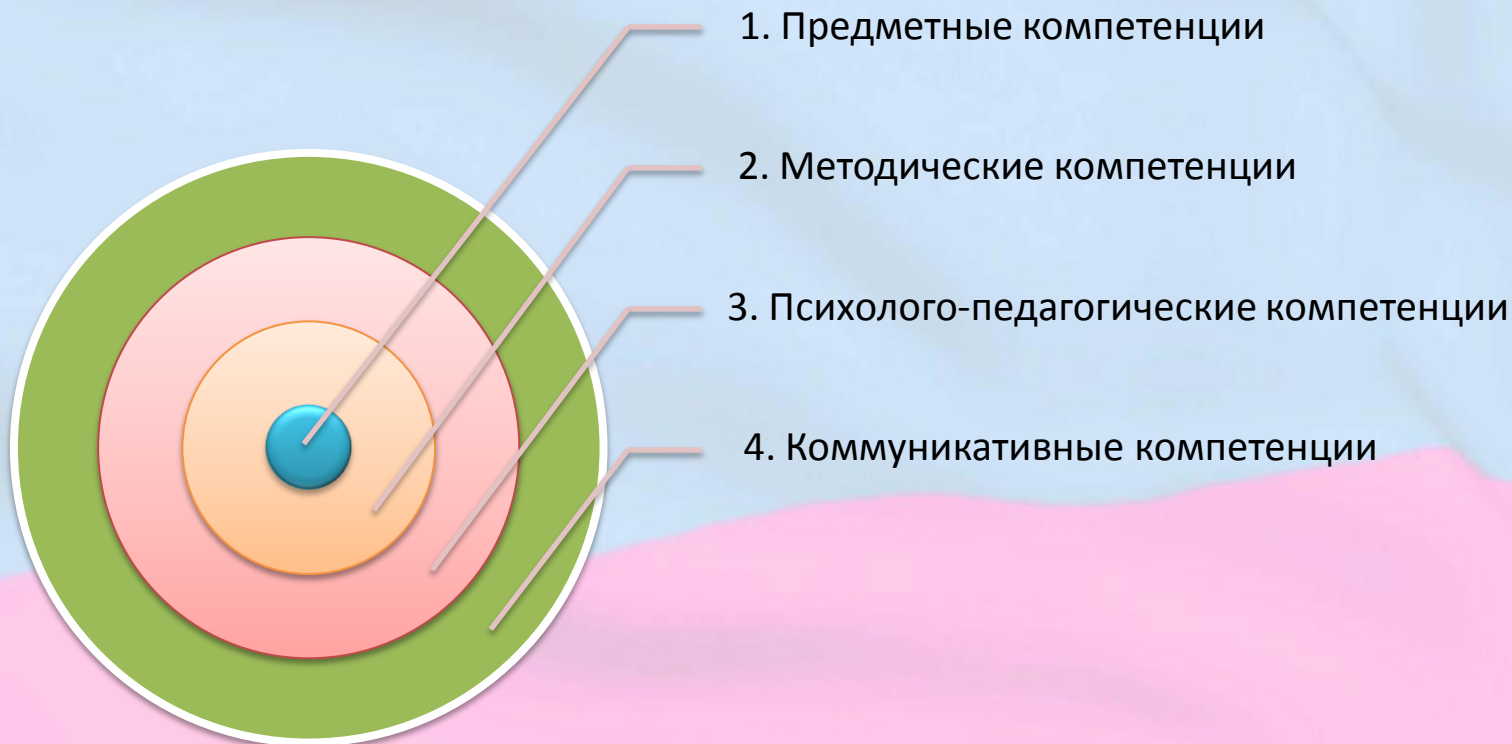 1. Предметные компетенции
2. Методические компетенции
3. Психолого-педагогические компетенции
4. Коммуникативные компетенции